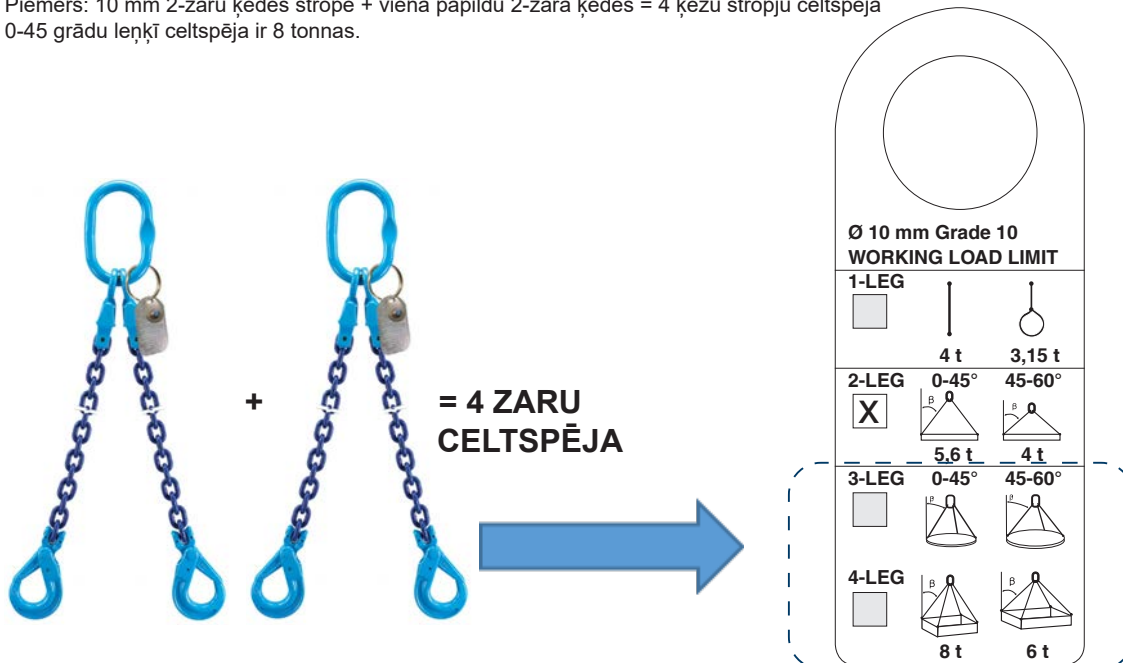 Piemērs: 10 mm 2-zaru ķēdes strope + viena papildu 2-zara ķēdes = 4 ķēžu stropju celtspēja
0-45 grādu leņķī celtspēja ir 8 tonnas.
+
= 4 ZARU
CELTSPĒJA
Ø 10 mm Grade 10
WORKING LOAD LIMIT
1-LEG
4 t 3,15 t
2-LEG 0-45° 45-60°
X β β
5,6 t 4 t
3-LEG 0-45° 45-60°
β β
4-LEG
β β
8 t 6 t